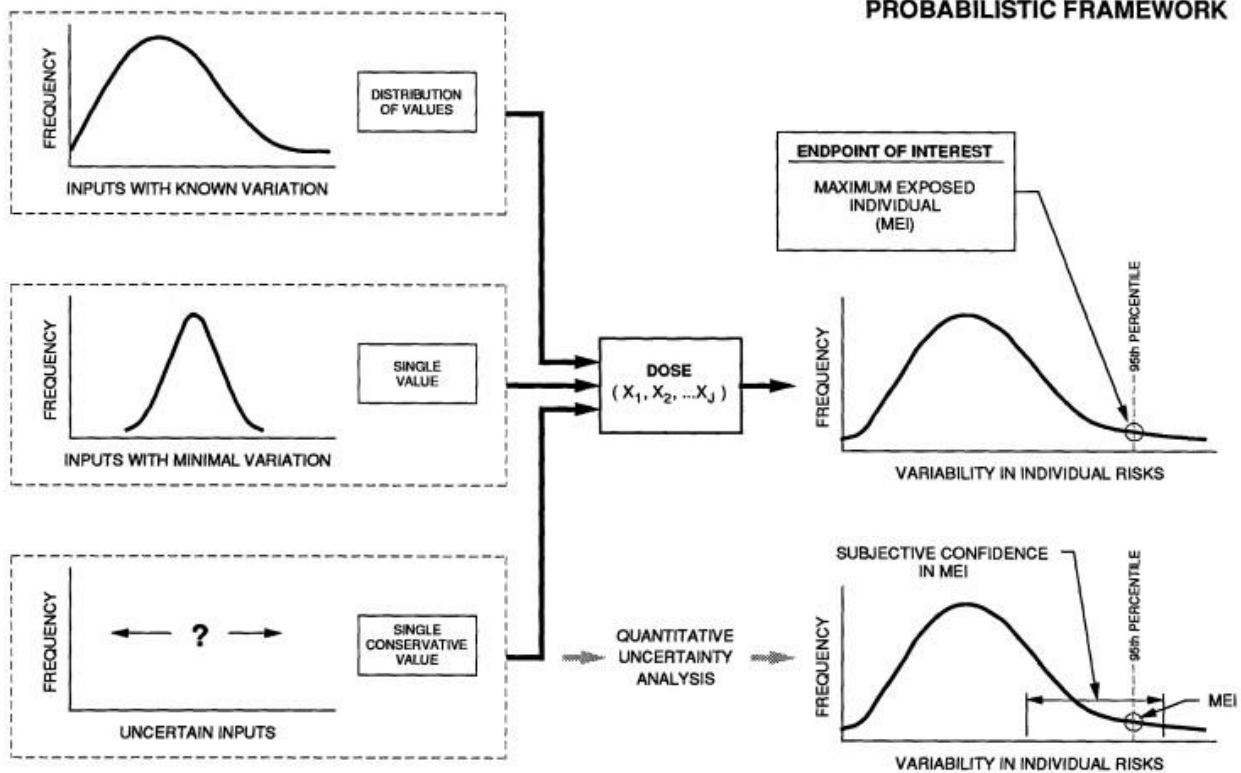 PROBABILISTIC FRAMEWORK
FREQUENCY
DISTRIBUTION
OF VALUES
INPUTS WITH KNOWN VARIATION
ENDPOINT OF INTEREST
MAXIMUM EXPOSED
INDIVIDUAL
(MEI)
FREQUENCY
SINGLE
VALUE
INPUTS WITH MINIMAL VARIATION
DOSE
( X1, X2, ...XJ )
FREQUENCY
95th PERCENTILE
VARIABILITY IN INDIVIDUAL RISKS
FREQUENCY
?
SINGLE
CONSERVATIVE
VALUE
UNCERTAIN INPUTS
QUANTITATIVE
UNCERTAINTY
ANALYSIS
SUBJECTIVE CONFIDENCE
IN MEI
FREQUENCY
95th PERCENTILE
MEI
VARIABILITY IN INDIVIDUAL RISKS